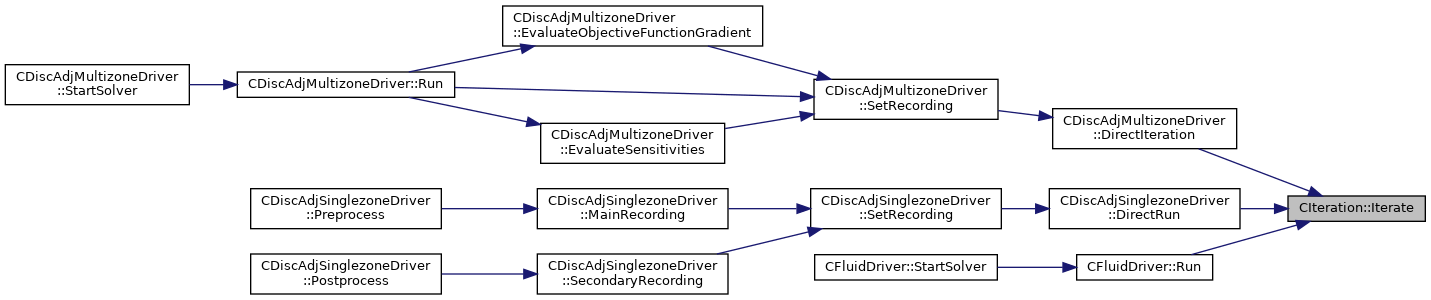 CDiscAdjMultizoneDriver
::EvaluateObjectiveFunctionGradient
CDiscAdjMultizoneDriver
::StartSolver
CDiscAdjMultizoneDriver::Run
CDiscAdjMultizoneDriver
::SetRecording
CDiscAdjMultizoneDriver
::EvaluateSensitivities
CDiscAdjMultizoneDriver
::DirectIteration
CDiscAdjSinglezoneDriver
::Preprocess
CDiscAdjSinglezoneDriver
::MainRecording
CDiscAdjSinglezoneDriver
::SetRecording
CDiscAdjSinglezoneDriver
::DirectRun
CIteration::Iterate
CDiscAdjSinglezoneDriver
::Postprocess
CDiscAdjSinglezoneDriver
::SecondaryRecording
CFluidDriver::StartSolver
CFluidDriver::Run